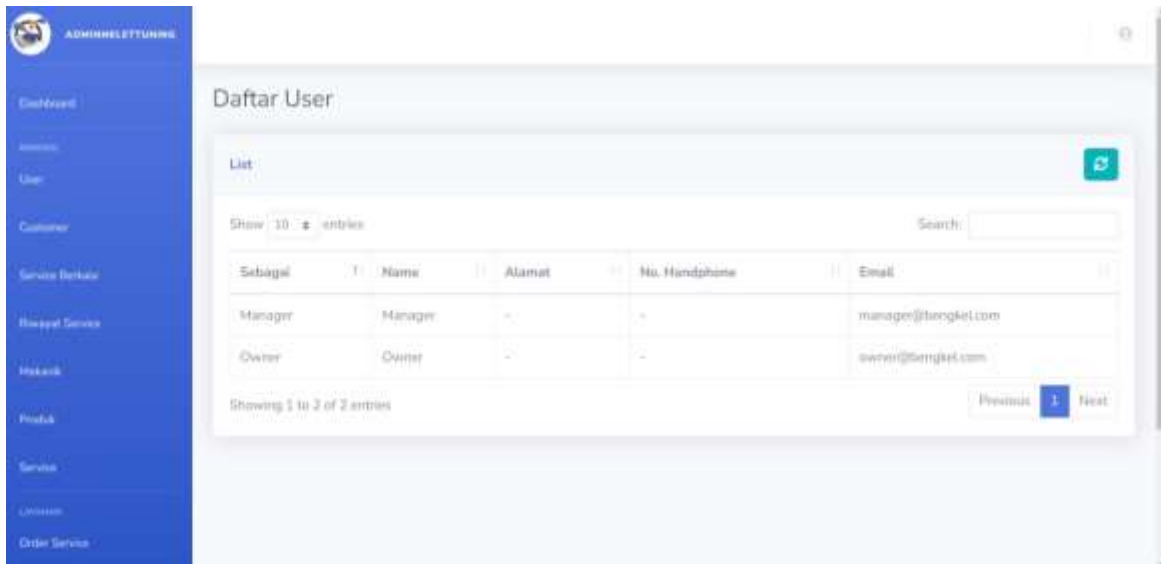 ADMINMELETTUNING
Dashboard
User
Customer
Service Berkala
Riwayat Service
Mekanik
Produk
Service
Order Service
Daftar User
List
Show 10 entries
Search:
Sebagai Name Alamat No. Handphone Email
Manager Manager - - manager@bengkel.com
Owner Owner - - owner@bengkel.com
Showing 1 to 2 of 2 entries
Previous 1 Next